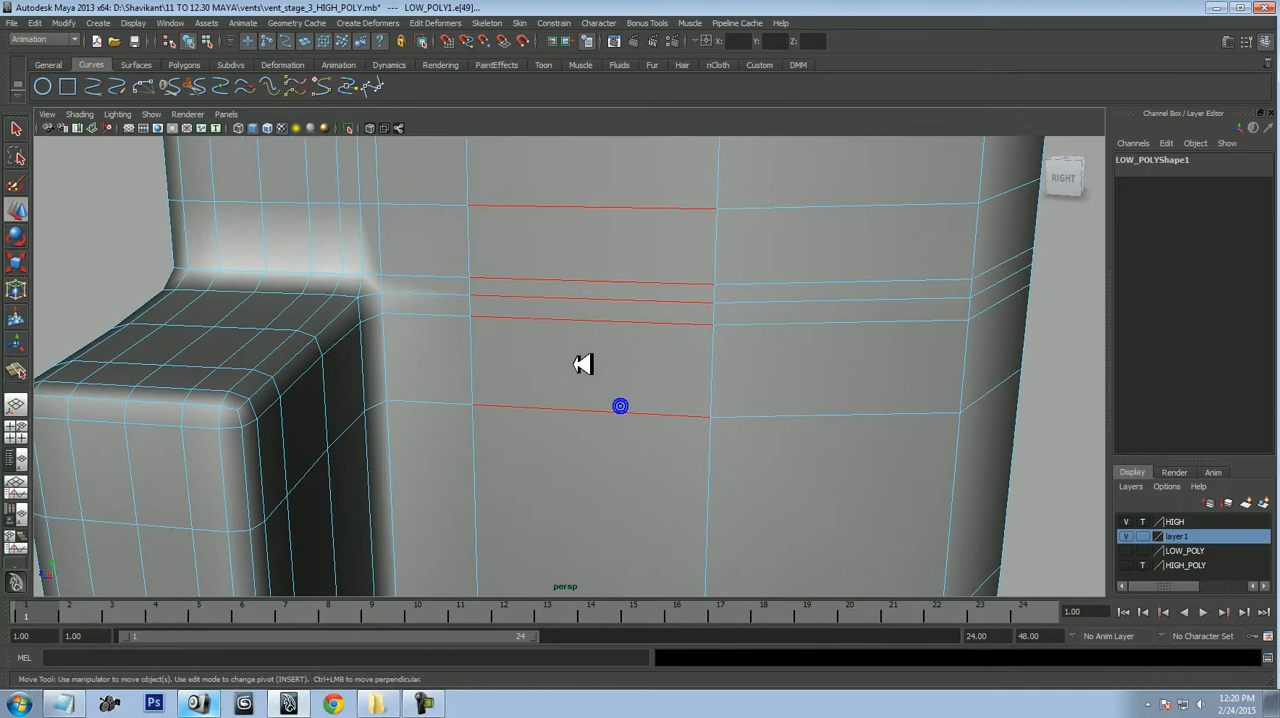 Autodesk Maya 2013 x64: D:\Shavikant\11 TO 12.30 MAYA\vents\vent_stage_3_HIGH_POLY.mb* --- LOW_POLY1.e[49]...
File Edit Modify Create Display Window Assets Animate Geometry Cache Create Deformers Edit Deformers Skeleton Skin Constrain Character Bonus Tools Muscle Pipeline Cache Help
Animation X: Y: Z:
General Curves Surfaces Polygons Subdivs Deformation Animation Dynamics Rendering PaintEffects Toon Muscle Fluids Fur Hair nCloth Custom DMM
View Shading Lighting Show Renderer Panels
Channel Box / Layer Editor
Channels Edit Object Show
LOW_POLYShape1
RIGHT
Display Render Anim
Layers Options Help
V T HIGH
V layer1
LOW_POLY
T HIGH_POLY
persp
1 2 3 4 5 6 7 8 9 10 11 12 13 14 15 16 17 18 19 20 21 22 23 24
1
1.00
1.00 1.00 1 24 24.00 48.00 No Anim Layer No Character Set
MEL
Move Tool: Use manipulator to move object(s). Use edit mode to change pivot (INSERT). Ctrl+LMB to move perpendicular.
Ps
12:20 PM
2/24/2015